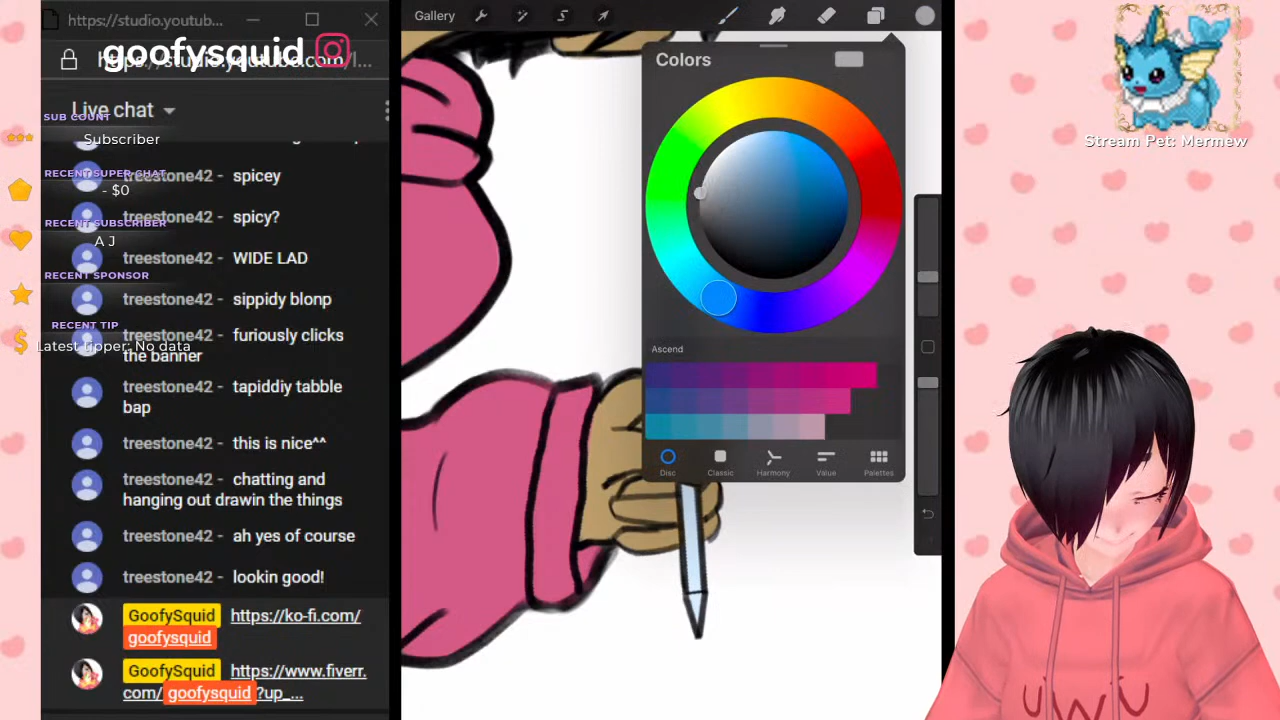 https://studio.youtub...
goofysquid
https://studio.youtube.com/l...
Live chat
SUB COUNT
Subscriber
treestone42 - spicey
RECENT SUPER CHAT
- $0
treestone42 - spicy?
RECENT SUBSCRIBER
A J
treestone42 - WIDE LAD
RECENT SPONSOR
treestone42 - sippidy blonp
RECENT TIP
treestone42 - furiously clicks
the banner
Latest tipper: No data
treestone42 - tapiddiy tabble
bap
treestone42 - this is nice^^
treestone42 - chatting and
hanging out drawin the things
treestone42 - ah yes of course
treestone42 - lookin good!
GoofySquid https://ko-fi.com/
goofysquid
GoofySquid https://www.fiverr.
com/goofysquid?up_...
Gallery
Colors
Ascend
Disc
Classic
Harmony
Value
Palettes
Stream Pet: Mermew
UWU